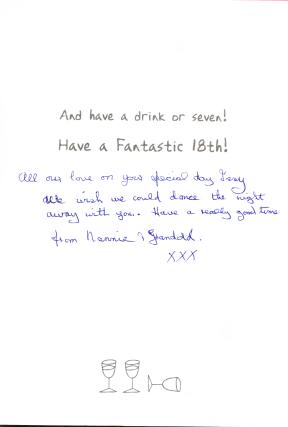 And have a drink or seven!
Have a Fantastic 18th!
All our love on your special day
We wish we could dance the night
away with you.. Have a really good time
from Nannie & Grandad.
XXX